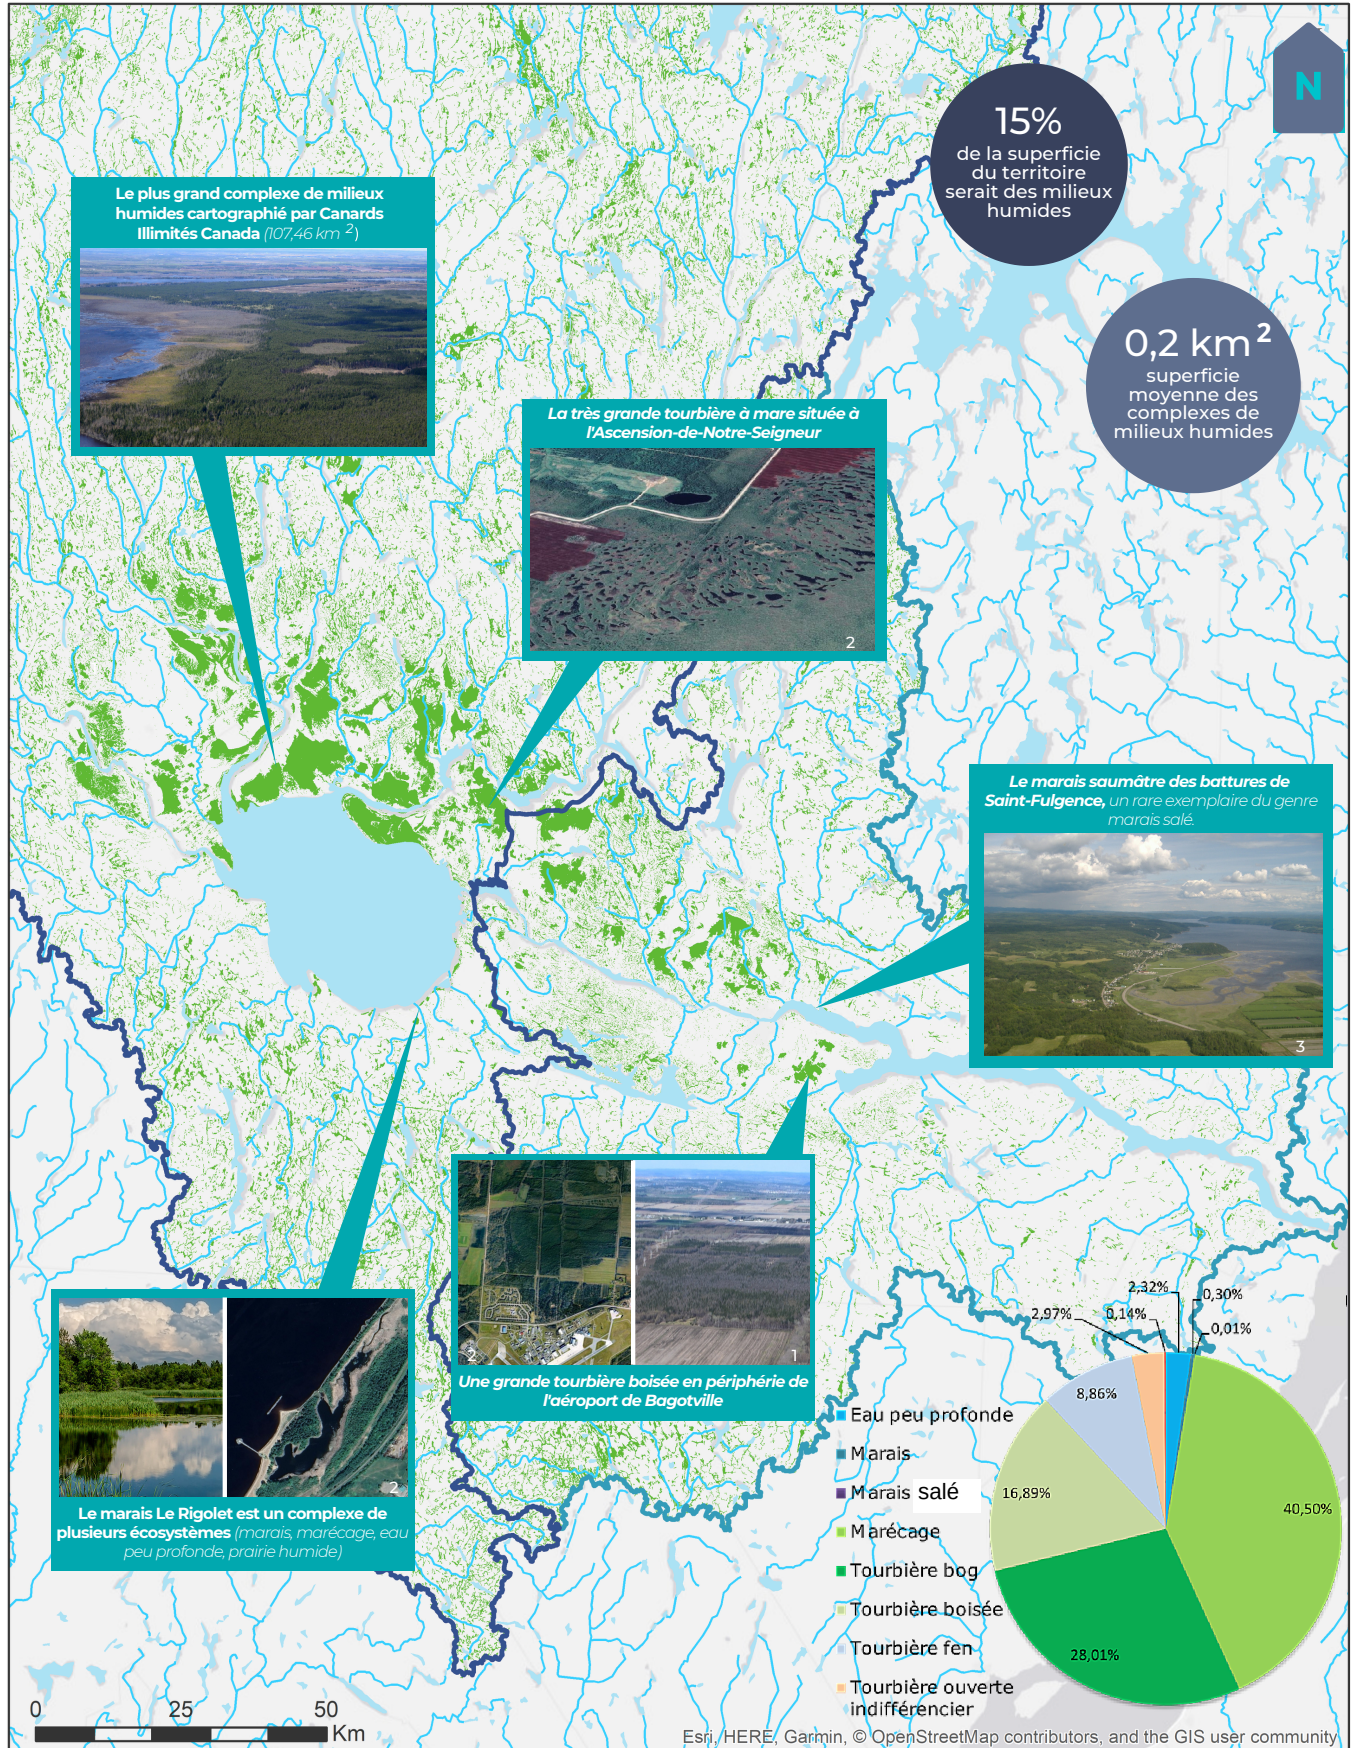 N
15%
de la superficie
du territoire
serait des milieux
humides
Le plus grand complexe de milieux
humides cartographié par Canards
Illimités Canada (107,46 km ²)
0,2 km²
superficie
moyenne des
complexes de
milieux humides
La très grande tourbière à mare située à
l'Ascension-de-Notre-Seigneur
2
Le marais saumâtre des battures de
Saint-Fulgence, un rare exemplaire du genre
marais salé.
3
2
1
Une grande tourbière boisée en périphérie de
l'aéroport de Bagotville
2
Le marais Le Rigolet est un complexe de
plusieurs écosystèmes (marais, marécage, eau
peu profonde, prairie humide)
2,32%
0,30%
2,97%
0,14%
0,01%
8,86%
16,89%
40,50%
28,01%
Eau peu profonde
Marais
Marais salé
Marécage
Tourbière bog
Tourbière boisée
Tourbière fen
Tourbière ouverte
indifférencier
0 25 50
Km
Esri, HERE, Garmin, © OpenStreetMap contributors, and the GIS user community